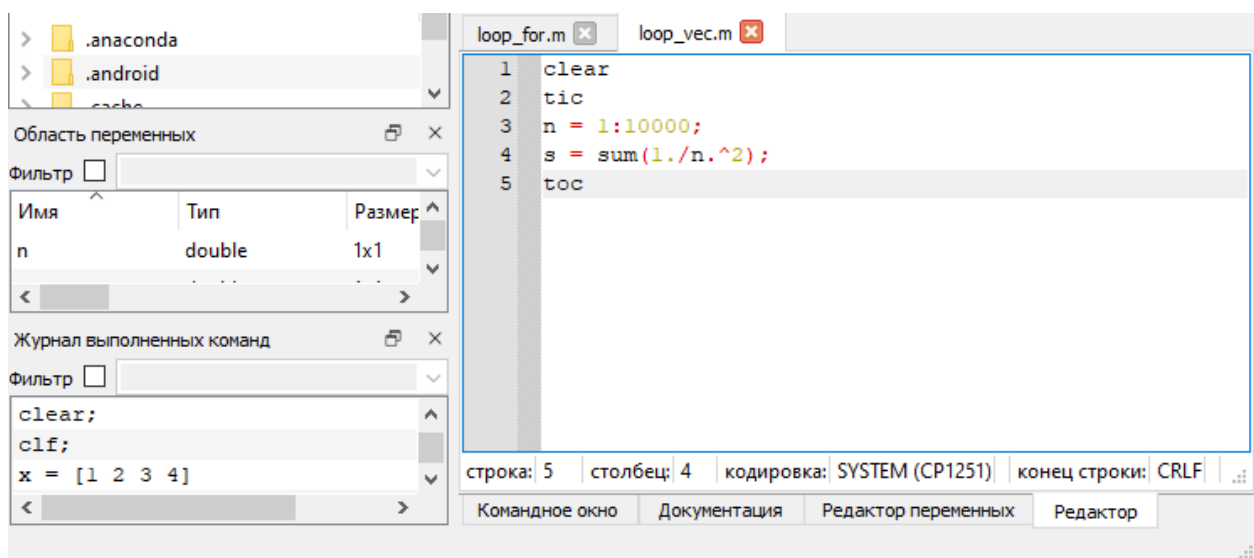 .anaconda
.android
.cache
Область переменных
Фильтр
Имя Тип Размер
n double 1x1
Журнал выполненных команд
Фильтр
clear;
clf;
x = [1 2 3 4]
loop_for.m loop_vec.m
1 clear
2 tic
3 n = 1:10000;
4 s = sum(1./n.^2);
5 toc
строка: 5 столбец: 4 кодировка: SYSTEM (CP1251) конец строки: CRLF
Командное окно Документация Редактор переменных Редактор